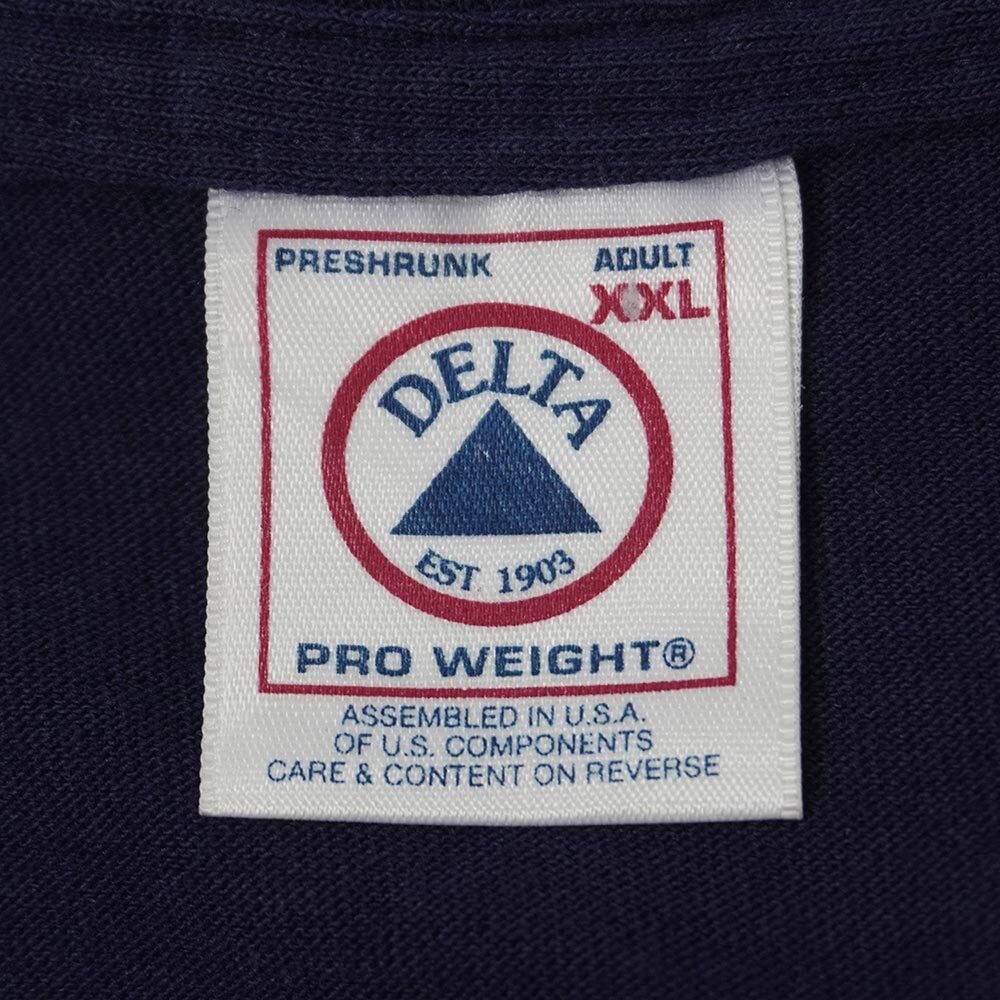 PRESHRUNK ADULT
XXL
DELTA
EST. 1903
PRO WEIGHT®
ASSEMBLED IN U.S.A.
OF U.S. COMPONENTS
CARE & CONTENT ON REVERSE